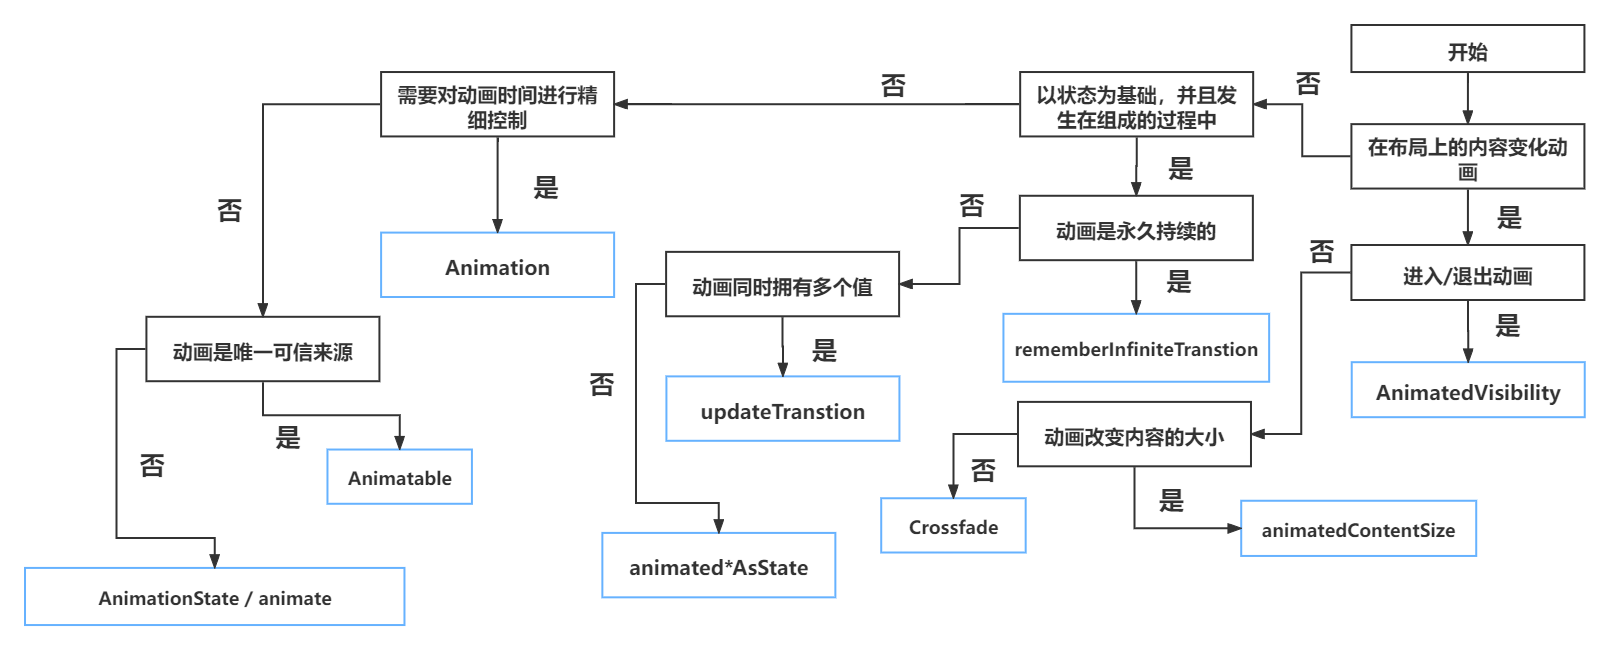 开始
否
在布局上的内容变化动
画
是
进入/退出动画
是
AnimatedVisibility
否
动画改变内容的大小
是
animatedContentSize
否
Crossfade
以状态为基础，并且发
生在组成的过程中
是
动画是永久持续的
是
rememberInfiniteTranstion
否
动画同时拥有多个值
是
updateTranstion
否
animated*AsState
否
需要对动画时间进行精
细控制
是
Animation
否
动画是唯一可信来源
是
Animatable
否
AnimationState / animate